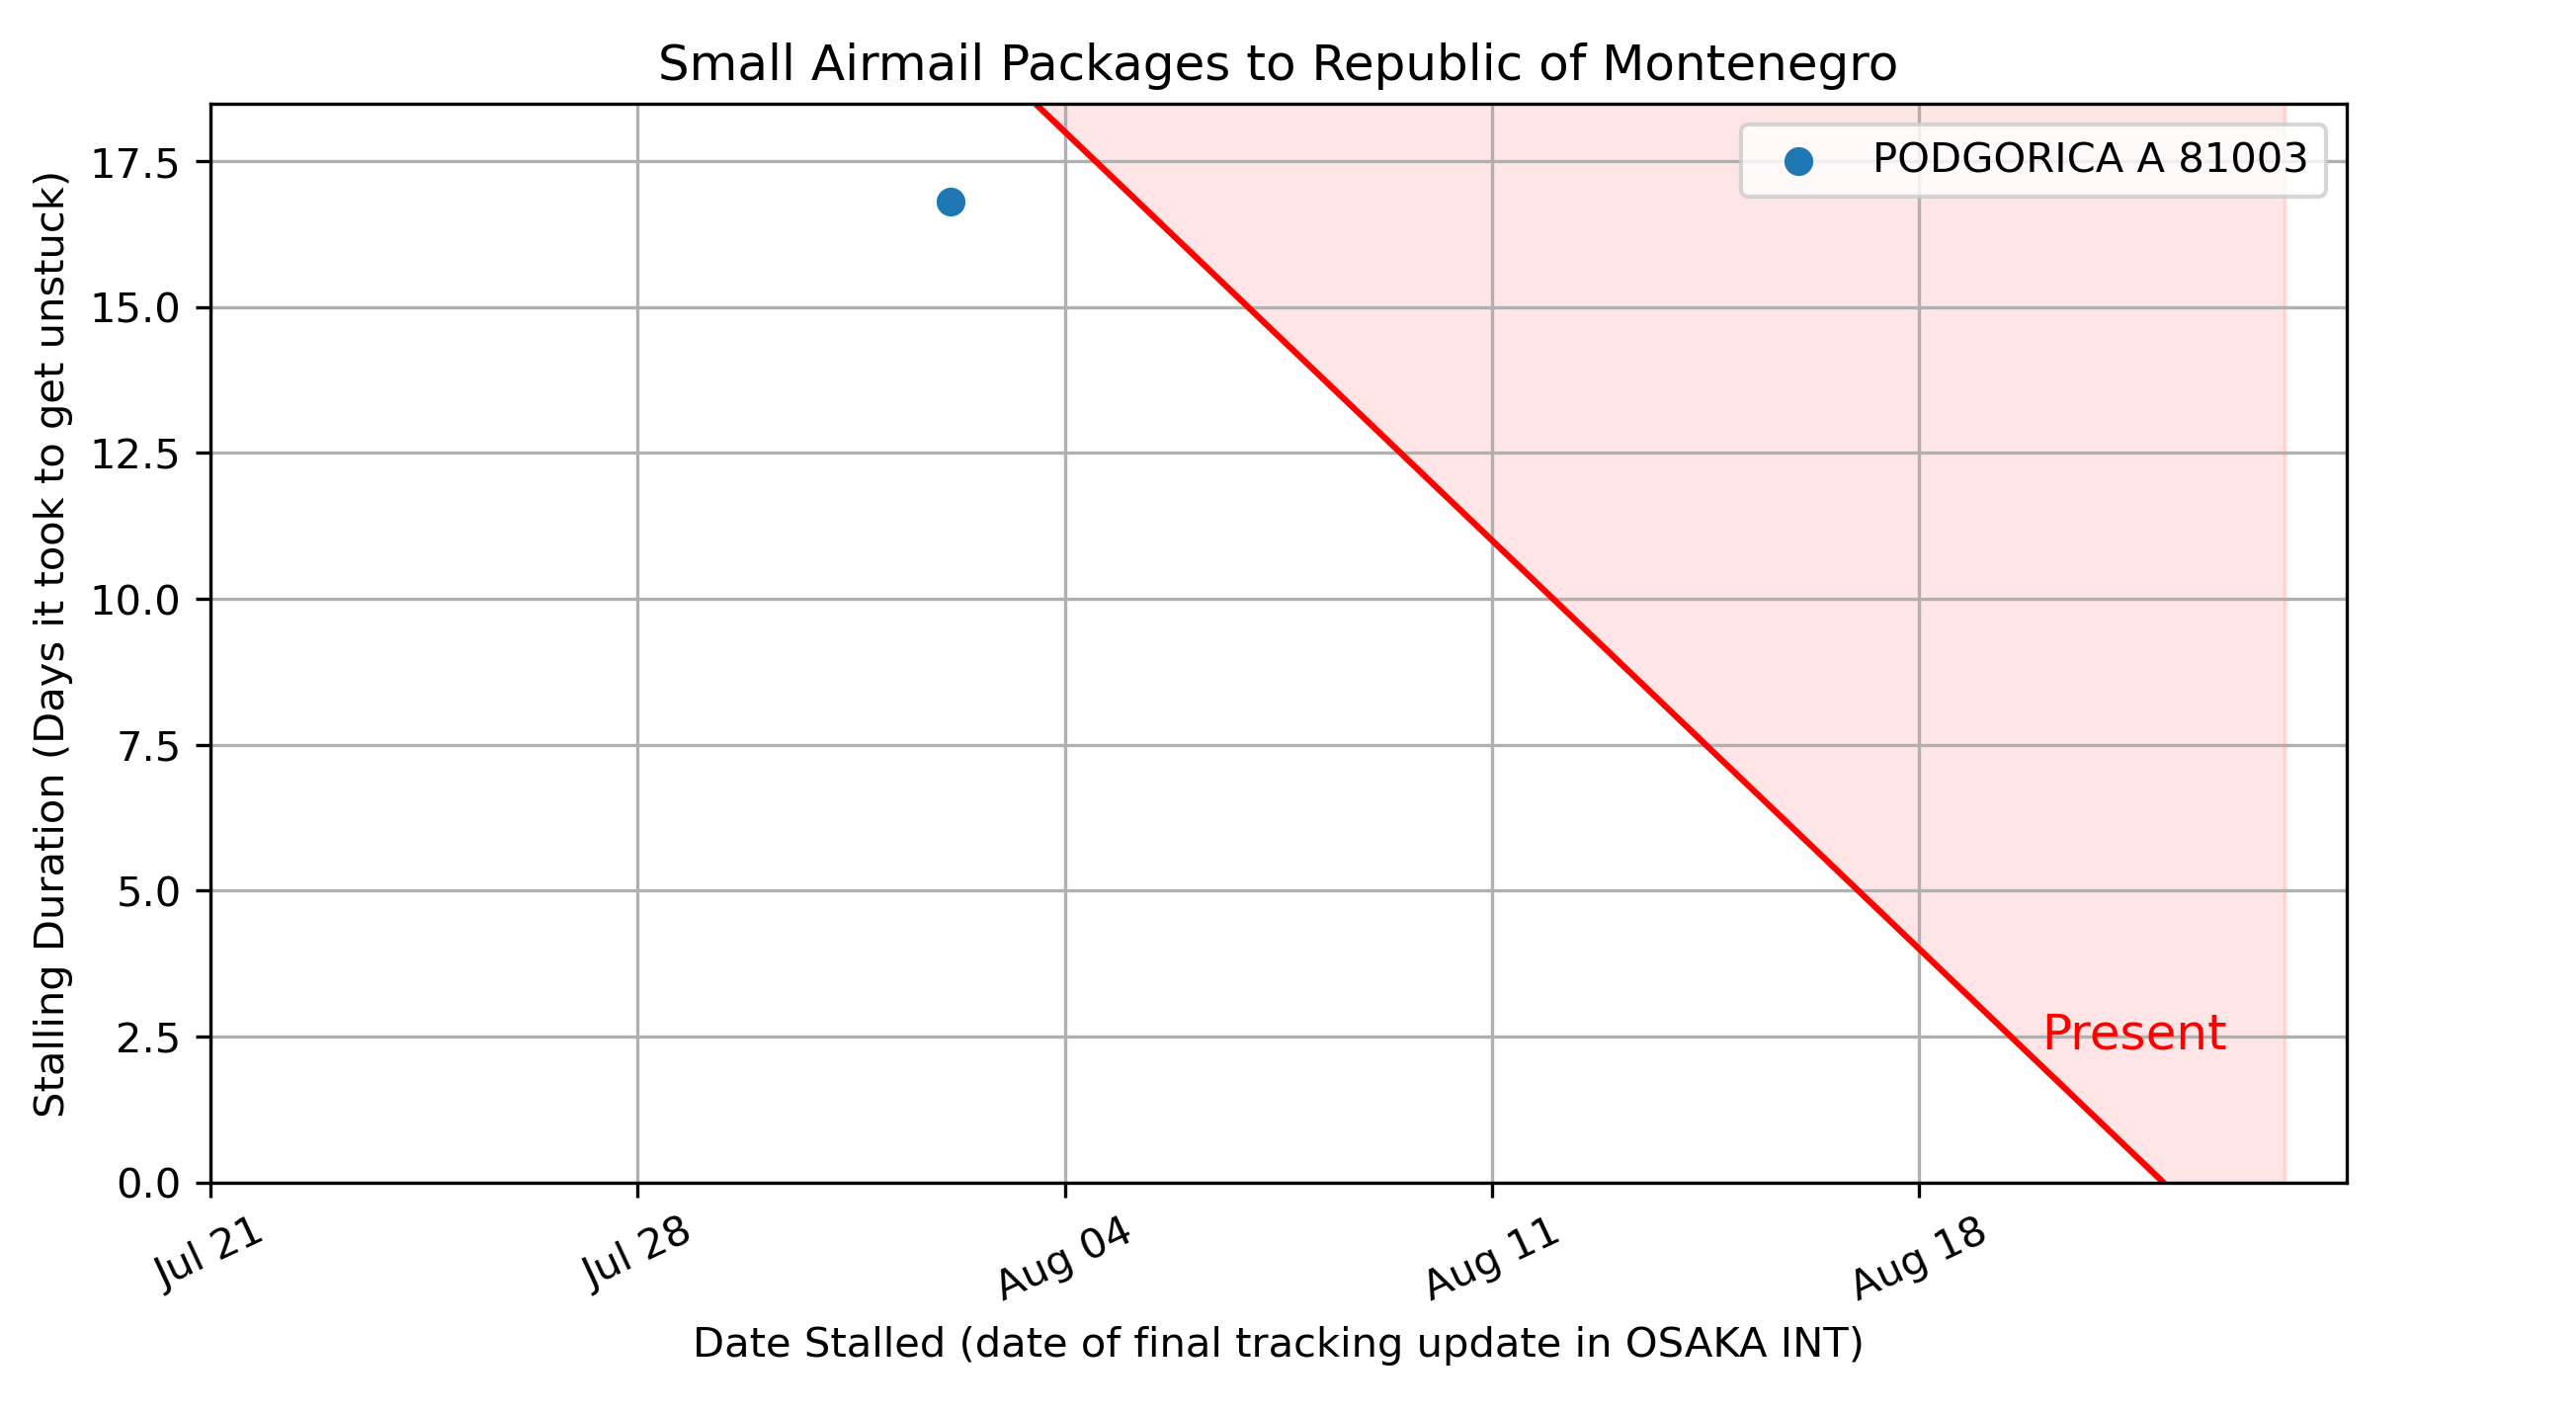 Small Airmail Packages to Republic of Montenegro
PODGORICA A 81003
Stalling Duration (Days it took to get unstuck)
17.5
15.0
12.5
10.0
7.5
5.0
2.5
0.0
Present
Jul 21
Jul 28
Aug 04
Aug 11
Aug 18
Date Stalled (date of final tracking update in OSAKA INT)